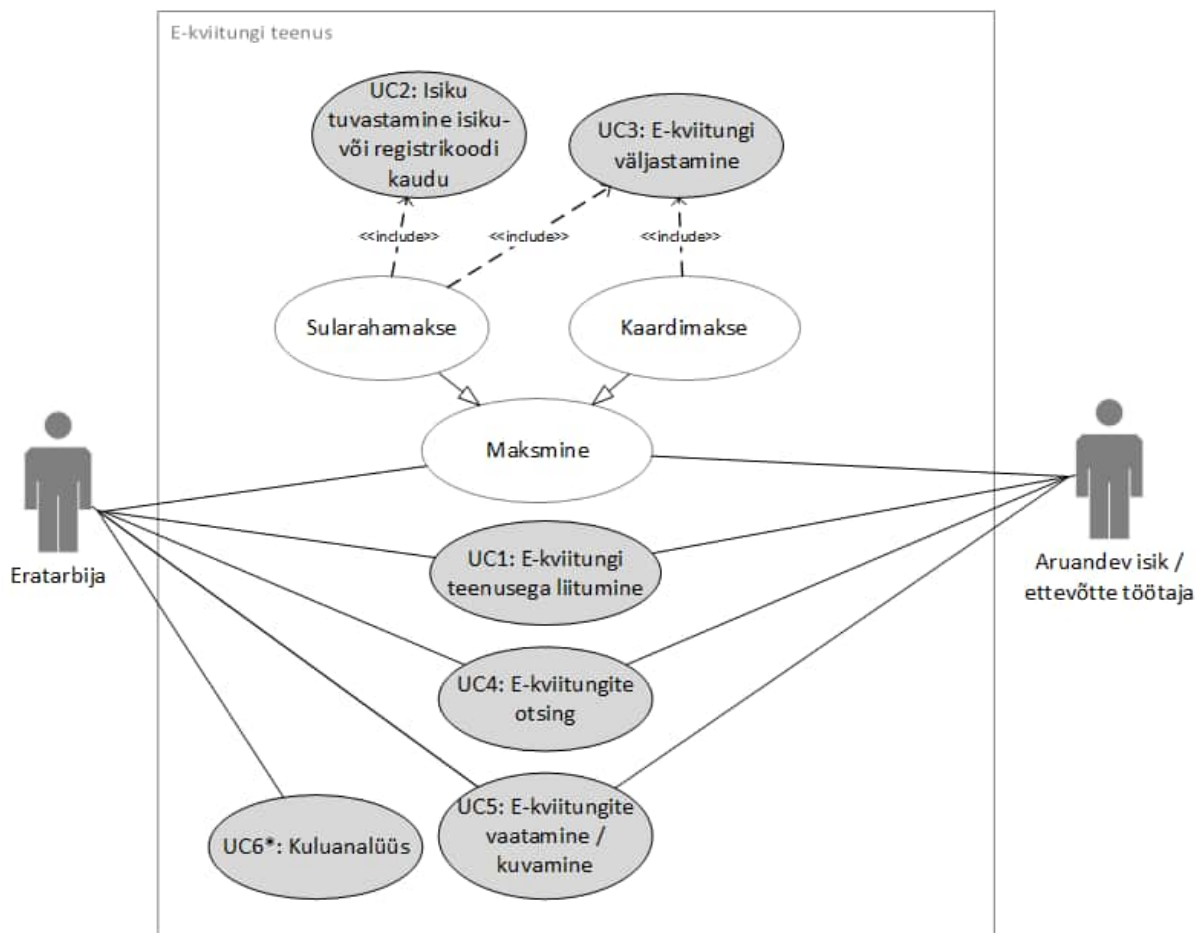 E-kviitungi teenus
UC2: Isiku
tuvastamine isiku-
või registrikoodi
kaudu
UC3: E-kviitungi
väljastamine
<<include>>
<<include>>
<<include>>
Sularahamakse
Kaardimakse
Maksmine
Eratarbija
UC1: E-kviitungi
teenusega liitumine
Aruandev isik /
ettevõtte töötaja
UC4: E-kviitungite
otsing
UC5: E-kviitungite
vaatamine /
kuvamine
UC6*: Kuluanalüüs